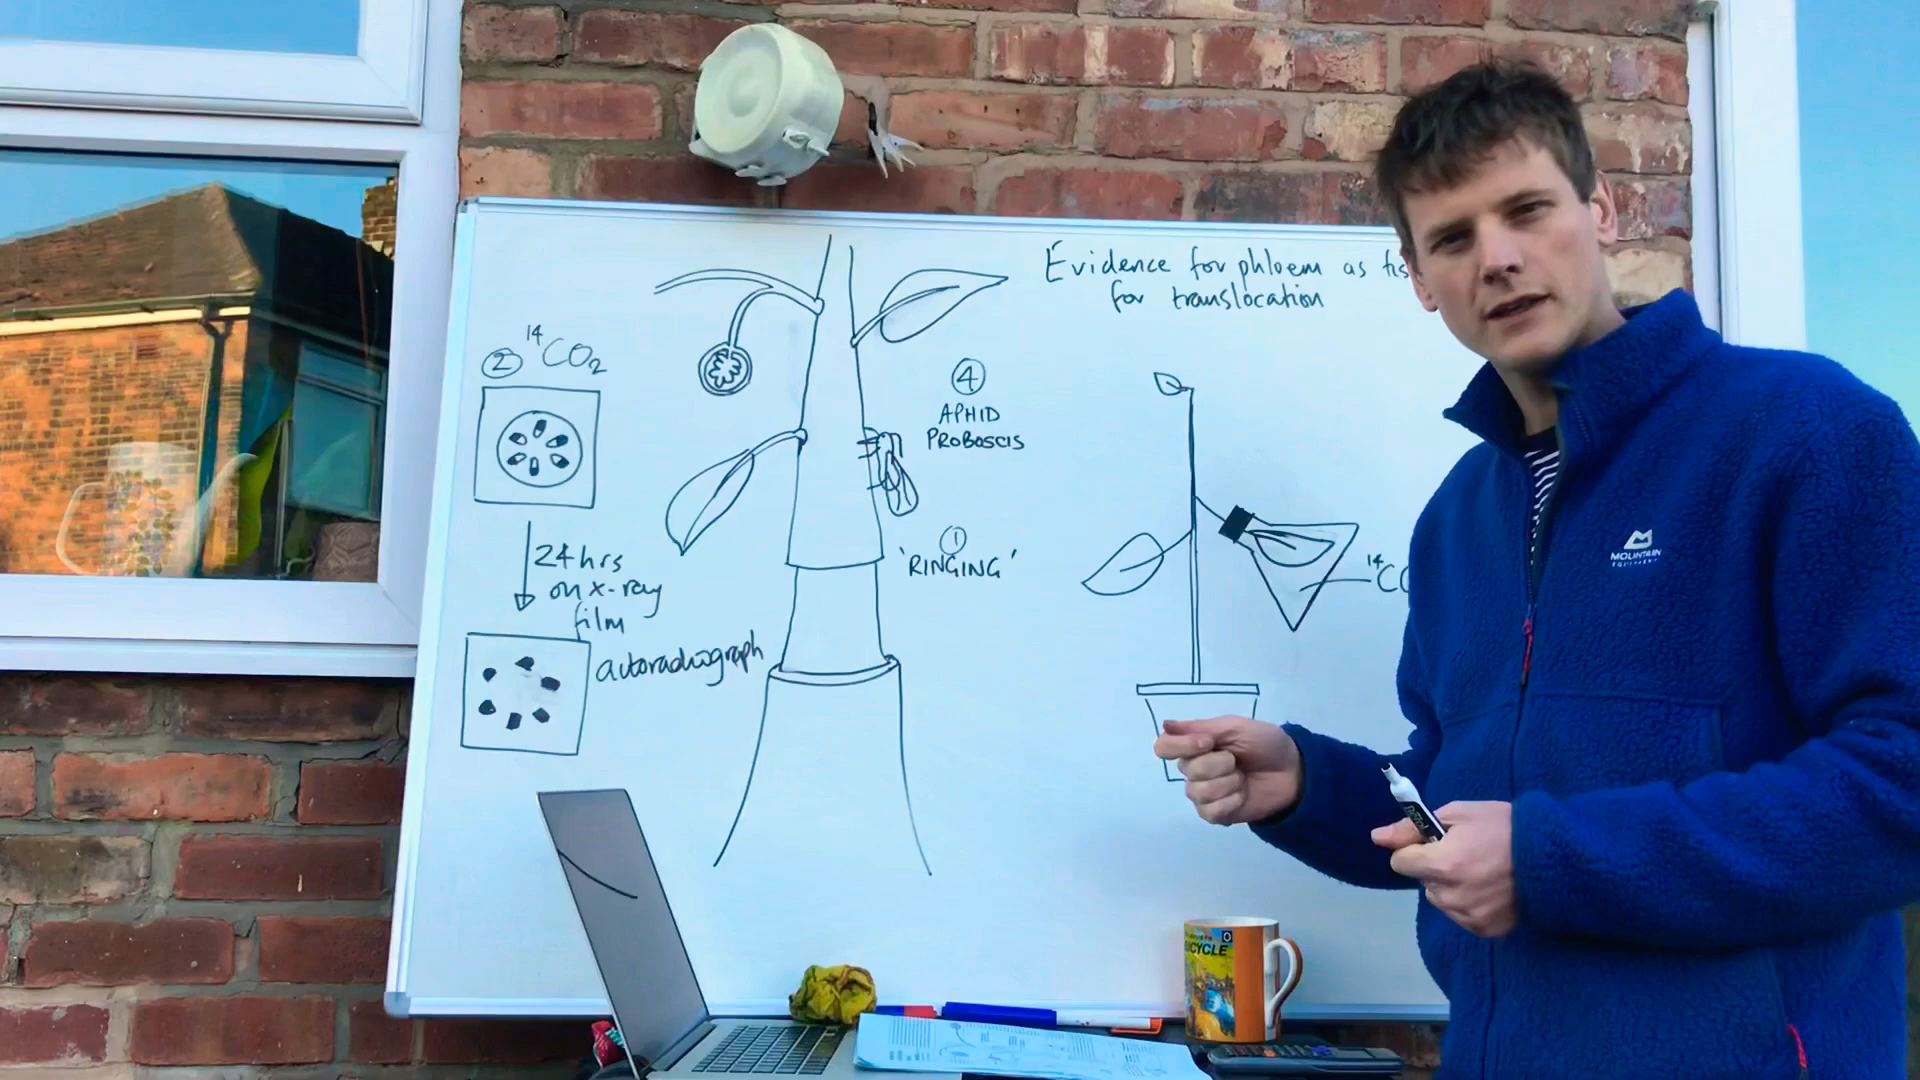 Evidence for phloem as tis
for translocation
② ¹⁴CO₂
24hrs
on x-ray
film
autoradiograph
④
APHID
PROBOSCIS
①
'RINGING'
¹⁴CO
MOUNTAIN
EQUIPMENT
BICYCLE